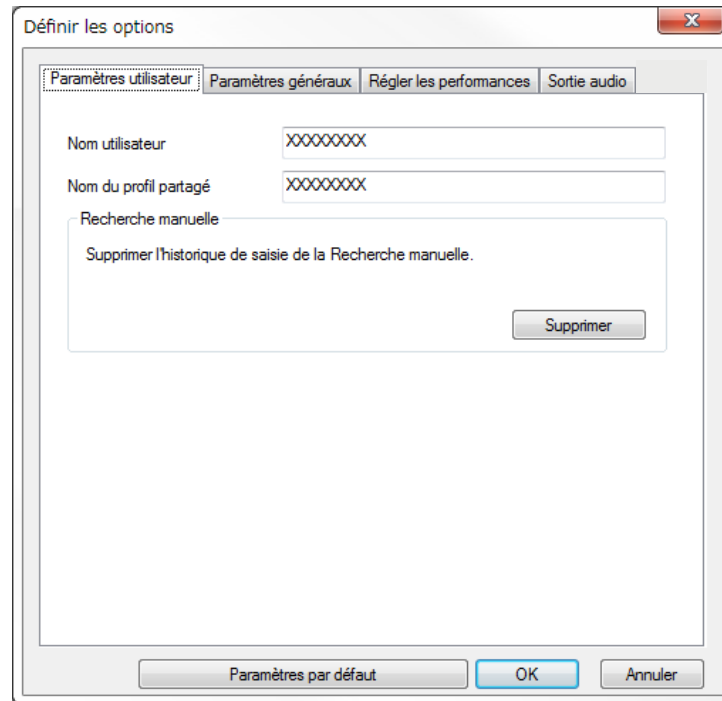 Définir les options
Paramètres utilisateur Paramètres généraux Régler les performances Sortie audio
Nom utilisateur XXXXXXXX
Nom du profil partagé XXXXXXXX
Recherche manuelle
Supprimer l'historique de saisie de la Recherche manuelle.
Supprimer
Paramètres par défaut OK Annuler